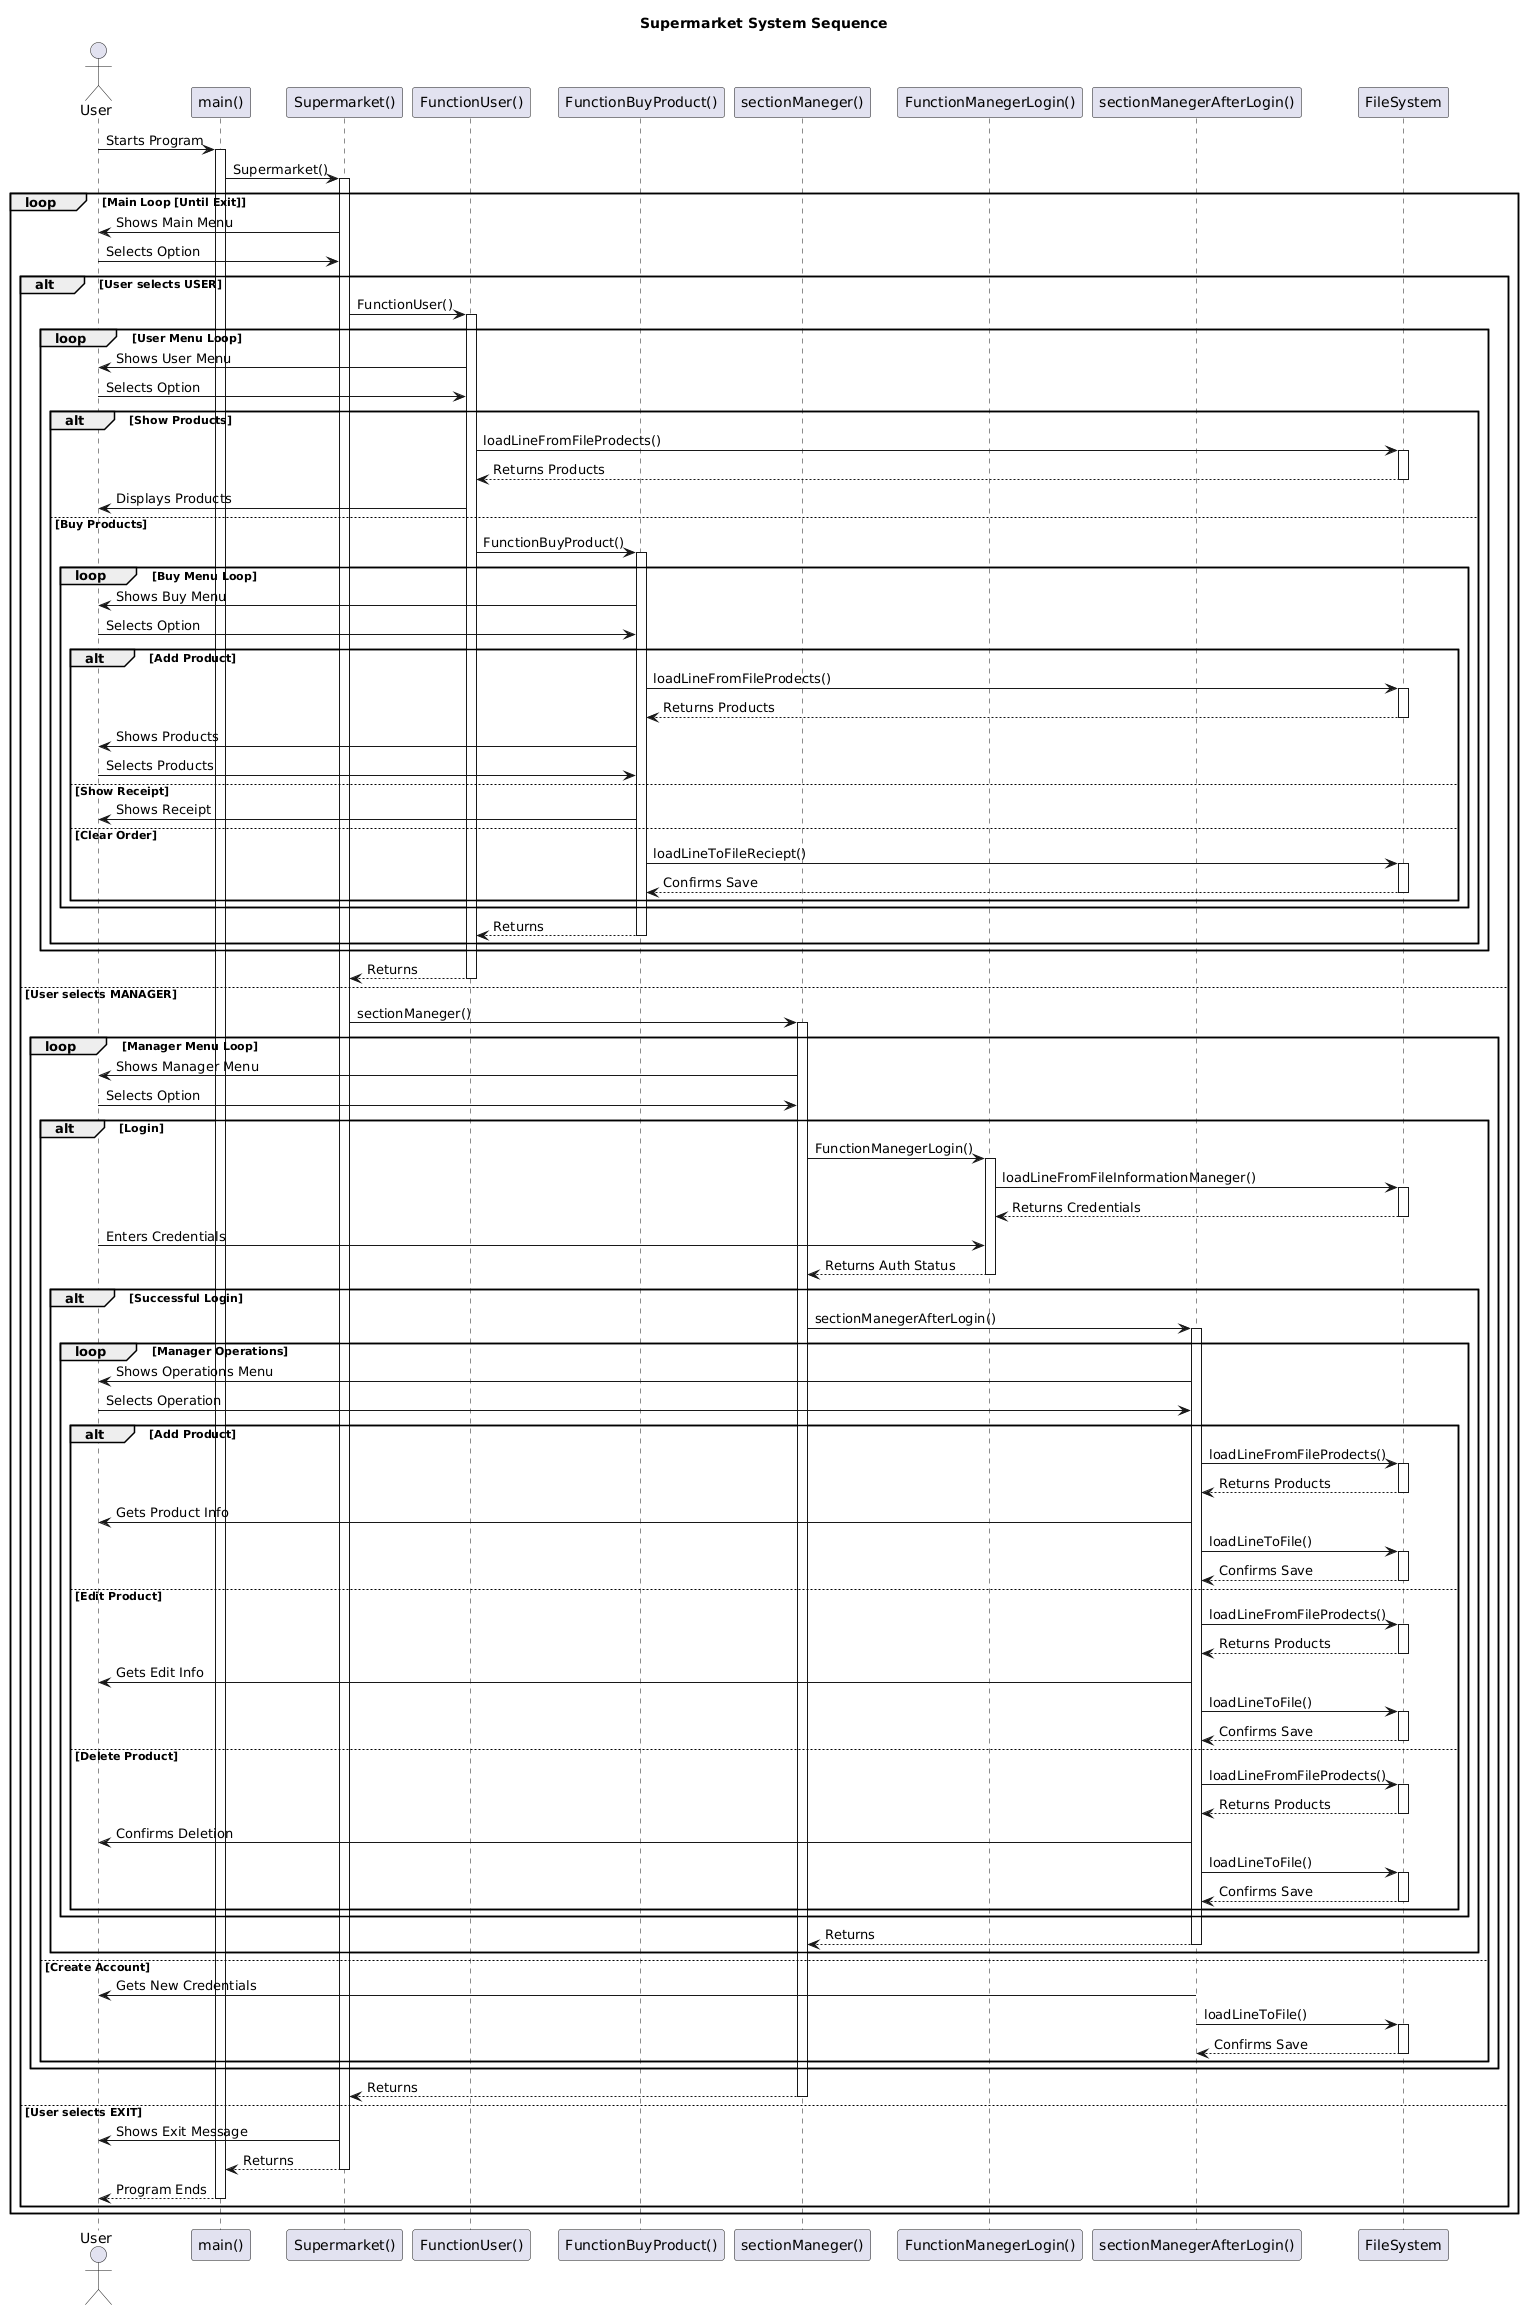 Supermarket System Sequence
User
main()
Supermarket()
FunctionUser()
FunctionBuyProduct()
sectionManeger()
FunctionManegerLogin()
sectionManegerAfterLogin()
FileSystem
Starts Program
Supermarket()
loop [Main Loop [Until Exit]]
Shows Main Menu
Selects Option
alt [User selects USER]
FunctionUser()
loop [User Menu Loop]
Shows User Menu
Selects Option
alt [Show Products]
loadLineFromFileProdects()
Returns Products
Displays Products
[Buy Products]
FunctionBuyProduct()
loop [Buy Menu Loop]
Shows Buy Menu
Selects Option
alt [Add Product]
loadLineFromFileProdects()
Returns Products
Shows Products
Selects Products
[Show Receipt]
Shows Receipt
[Clear Order]
loadLineToFileReciept()
Confirms Save
Returns
Returns
[User selects MANAGER]
sectionManeger()
loop [Manager Menu Loop]
Shows Manager Menu
Selects Option
alt [Login]
FunctionManegerLogin()
loadLineFromFileInformationManeger()
Returns Credentials
Enters Credentials
Returns Auth Status
alt [Successful Login]
sectionManegerAfterLogin()
loop [Manager Operations]
Shows Operations Menu
Selects Operation
alt [Add Product]
loadLineFromFileProdects()
Returns Products
Gets Product Info
loadLineToFile()
Confirms Save
[Edit Product]
loadLineFromFileProdects()
Returns Products
Gets Edit Info
loadLineToFile()
Confirms Save
[Delete Product]
loadLineFromFileProdects()
Returns Products
Confirms Deletion
loadLineToFile()
Confirms Save
Returns
[Create Account]
Gets New Credentials
loadLineToFile()
Confirms Save
Returns
[User selects EXIT]
Shows Exit Message
Returns
Program Ends
User
main()
Supermarket()
FunctionUser()
FunctionBuyProduct()
sectionManeger()
FunctionManegerLogin()
sectionManegerAfterLogin()
FileSystem